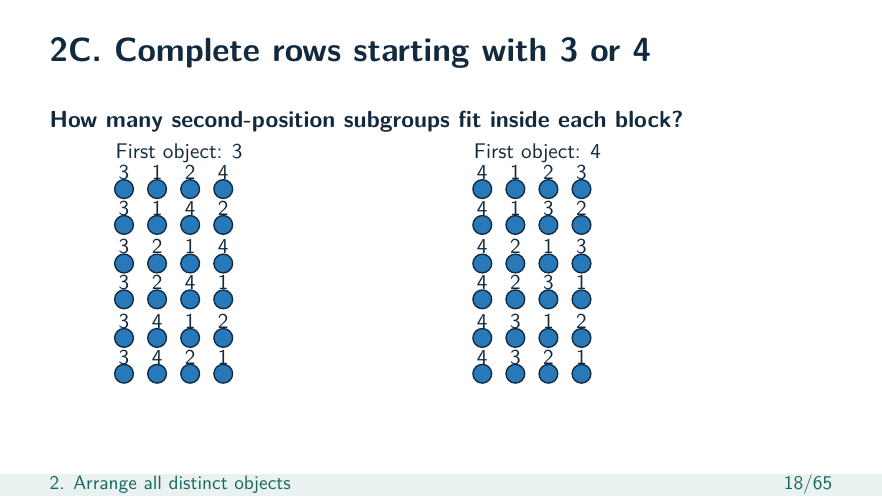 2C. Complete rows starting with 3 or 4
How many second-position subgroups fit inside each block?
First object: 3
3 1 2 4
3 1 4 2
3 2 1 4
3 2 4 1
3 4 1 2
3 4 2 1
First object: 4
4 1 2 3
4 1 3 2
4 2 1 3
4 2 3 1
4 3 1 2
4 3 2 1
2. Arrange all distinct objects
18/65